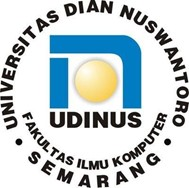 UNIVERSITAS DIAN NUSWANTORO
UDINUS
FAKULTAS ILMU KOMPUTER
• SEMARANG •